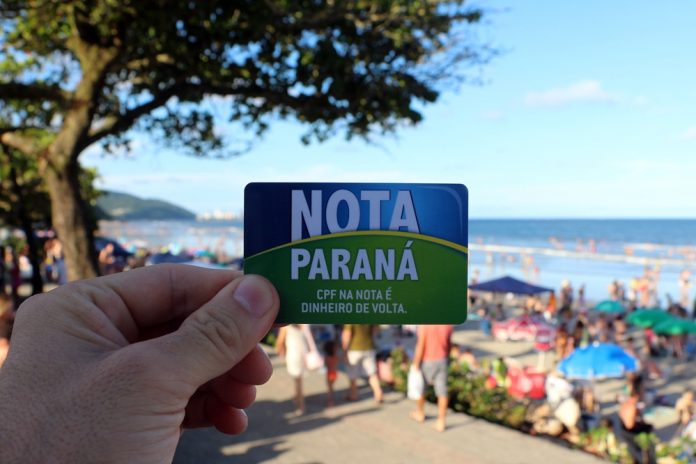 NOTA
PARANÁ
CPF NA NOTA É
DINHEIRO DE VOLTA.